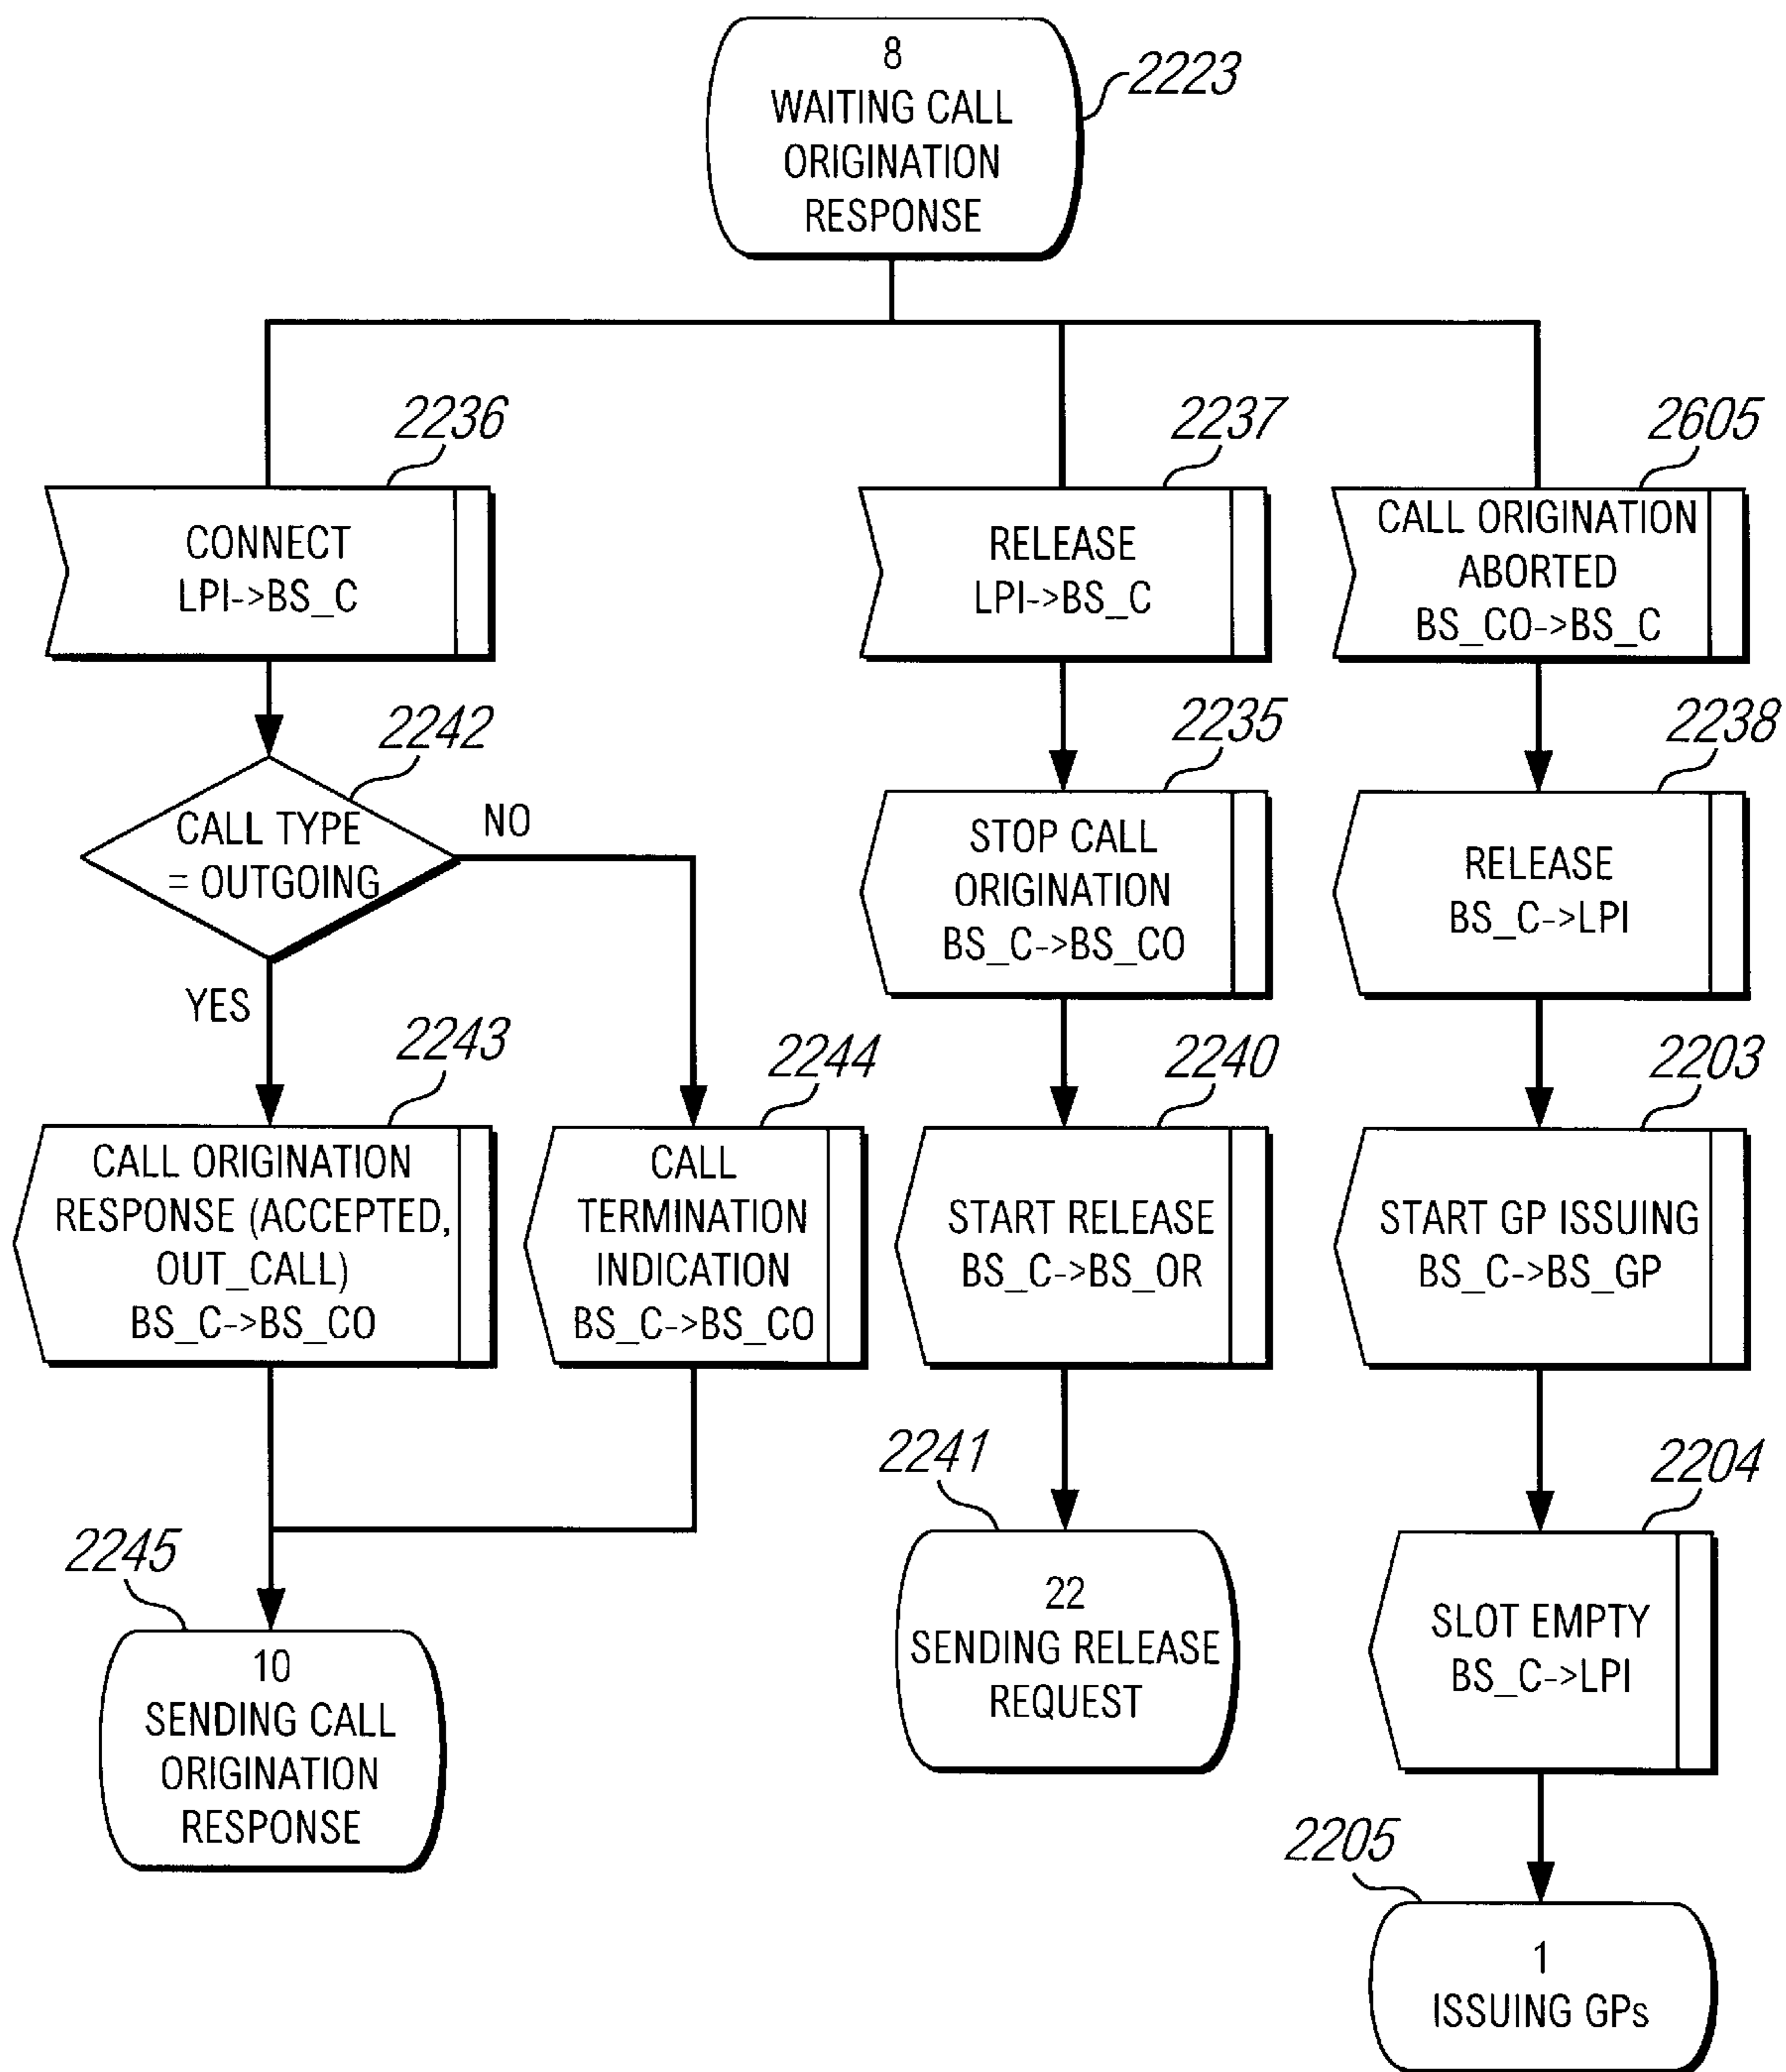 8
WAITING CALL
ORIGINATION
RESPONSE
2223
2236
CONNECT
LPI->BS_C
2237
RELEASE
LPI->BS_C
2605
CALL ORIGINATION
ABORTED
BS_CO->BS_C
2242
CALL TYPE
= OUTGOING
NO
YES
2235
STOP CALL
ORIGINATION
BS_C->BS_CO
2238
RELEASE
BS_C->LPI
2243
CALL ORIGINATION
RESPONSE (ACCEPTED,
OUT_CALL)
BS_C->BS_CO
2244
CALL
TERMINATION
INDICATION
BS_C->BS_CO
2240
START RELEASE
BS_C->BS_OR
2203
START GP ISSUING
BS_C->BS_GP
2245
10
SENDING CALL
ORIGINATION
RESPONSE
2241
22
SENDING RELEASE
REQUEST
2204
SLOT EMPTY
BS_C->LPI
2205
1
ISSUING GPs